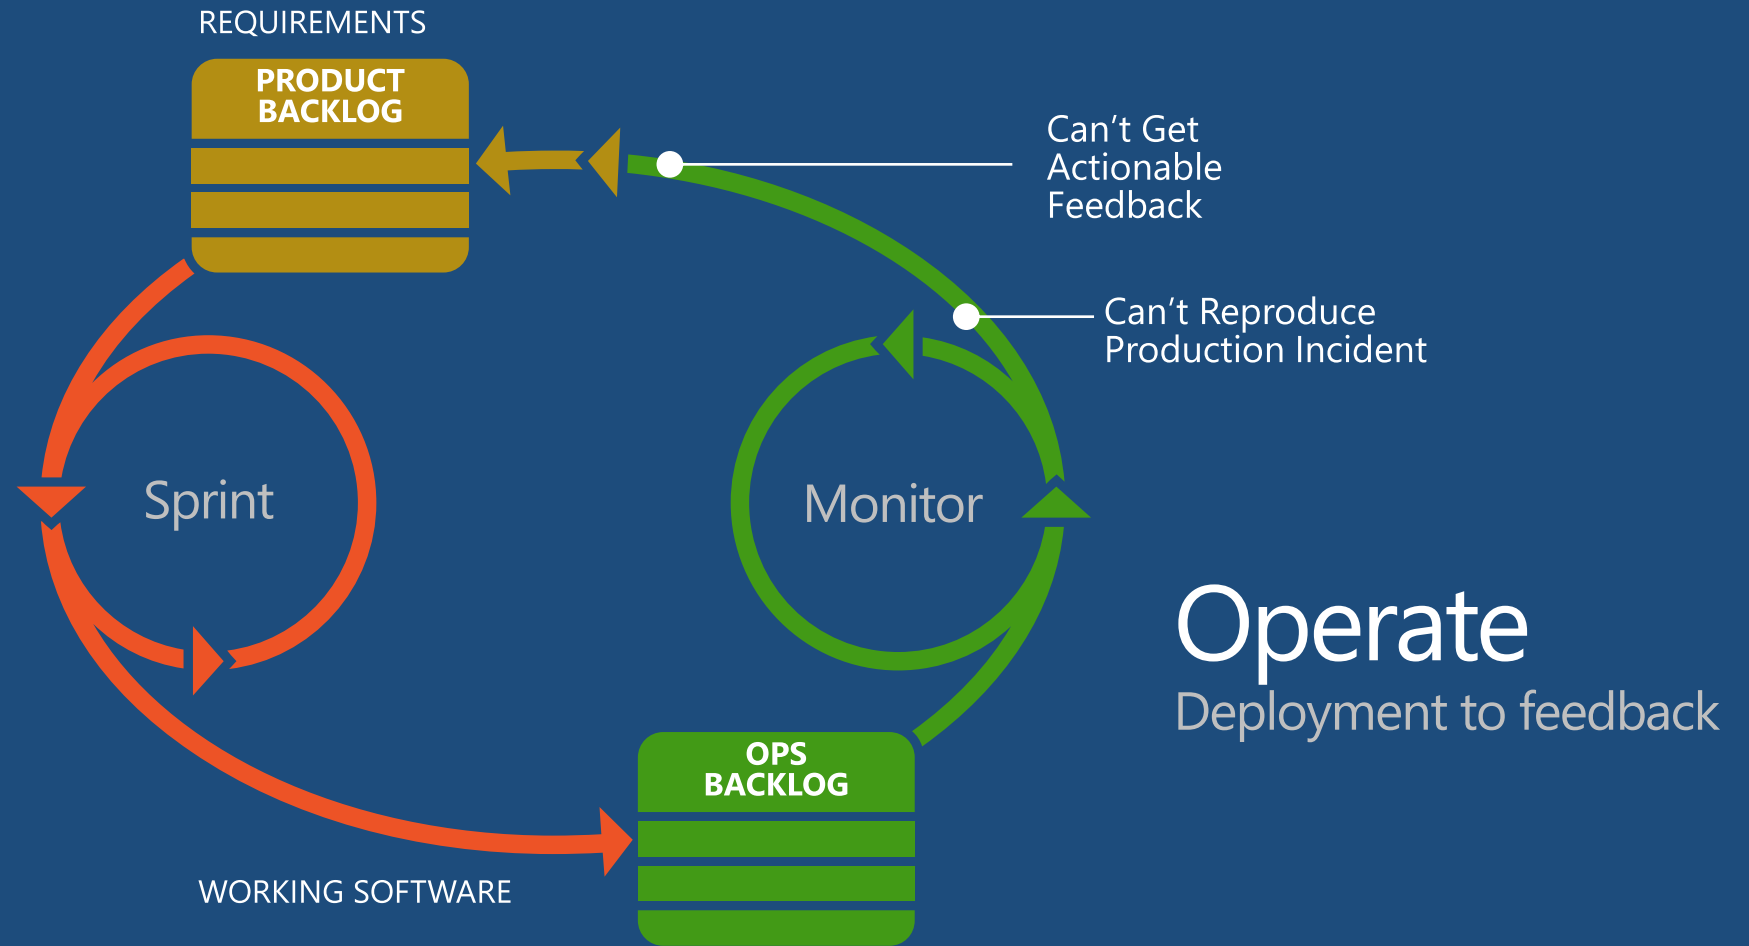 REQUIREMENTS
PRODUCT
BACKLOG
Can’t Get
Actionable
Feedback
Can’t Reproduce
Production Incident
Sprint
Monitor
Operate
Deployment to feedback
OPS
BACKLOG
WORKING SOFTWARE